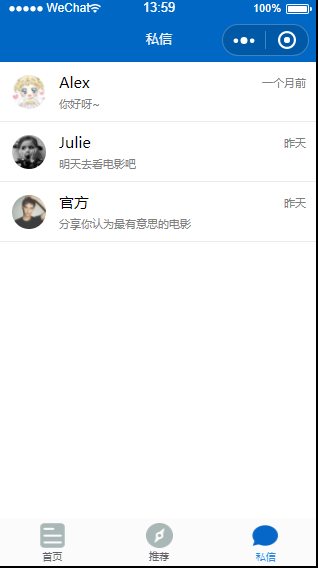 ●●●●● WeChat 13:59 100%
私信
Alex 一个月前
你好呀~
Julie 昨天
明天去看电影吧
官方 昨天
分享你认为最有意思的电影
首页 推荐 私信